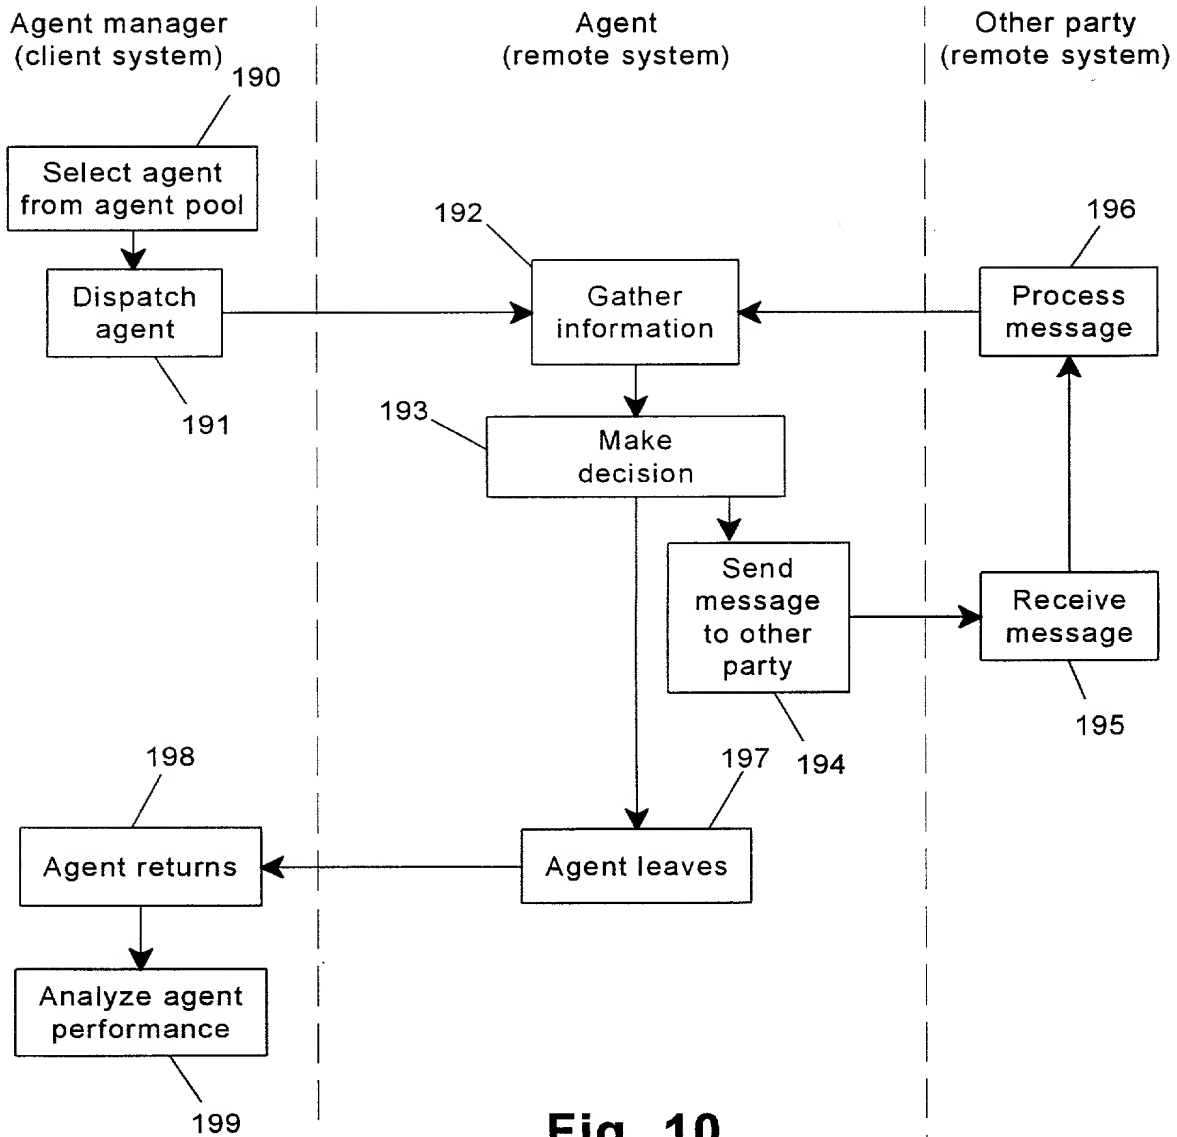 Agent manager
(client system)
Agent
(remote system)
Other party
(remote system)
190
Select agent
from agent pool
192
196
Dispatch
agent
Gather
information
Process
message
191
193
Make
decision
Send
message
to other
party
Receive
message
195
198
197
194
Agent returns
Agent leaves
Analyze agent
performance
199
Fig. 10